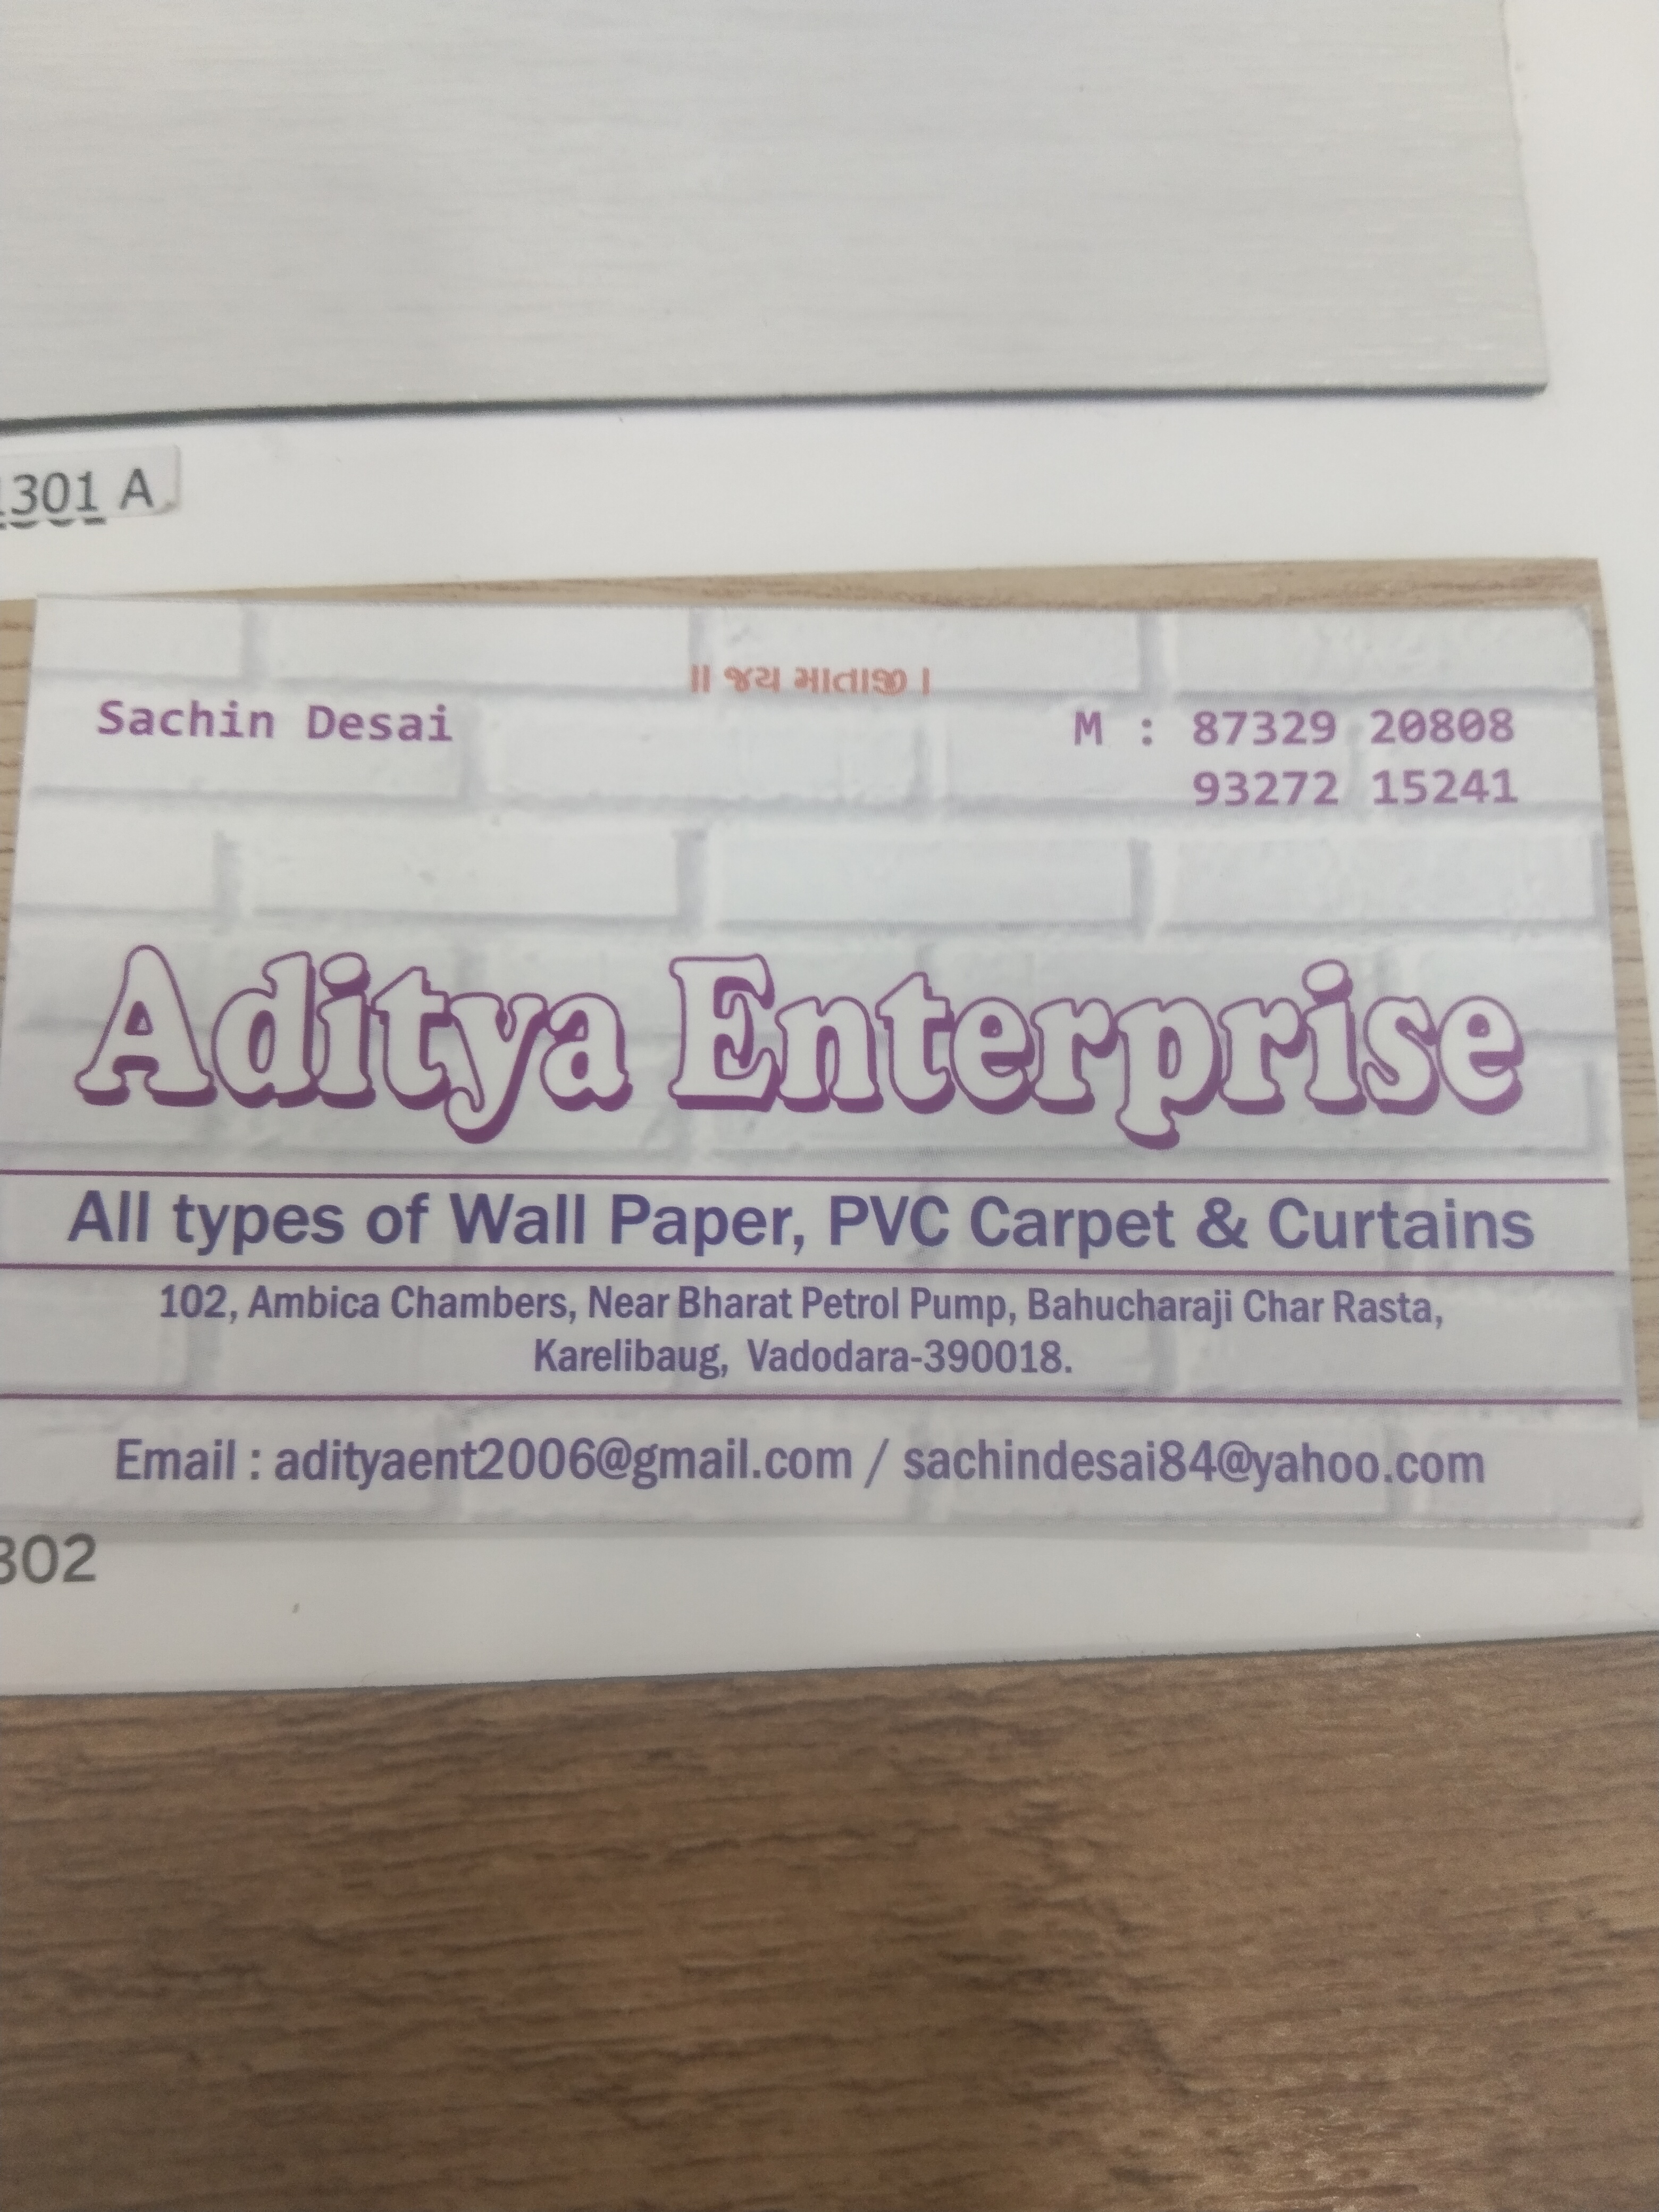 1301 A
॥ જય માતાજી ।
Sachin Desai
M : 87329 20808
93272 15241
Aditya Enterprise
All types of Wall Paper, PVC Carpet & Curtains
102, Ambica Chambers, Near Bharat Petrol Pump, Bahucharaji Char Rasta,
Karelibaug, Vadodara-390018.
Email : adityaent2006@gmail.com / sachindesai84@yahoo.com
302